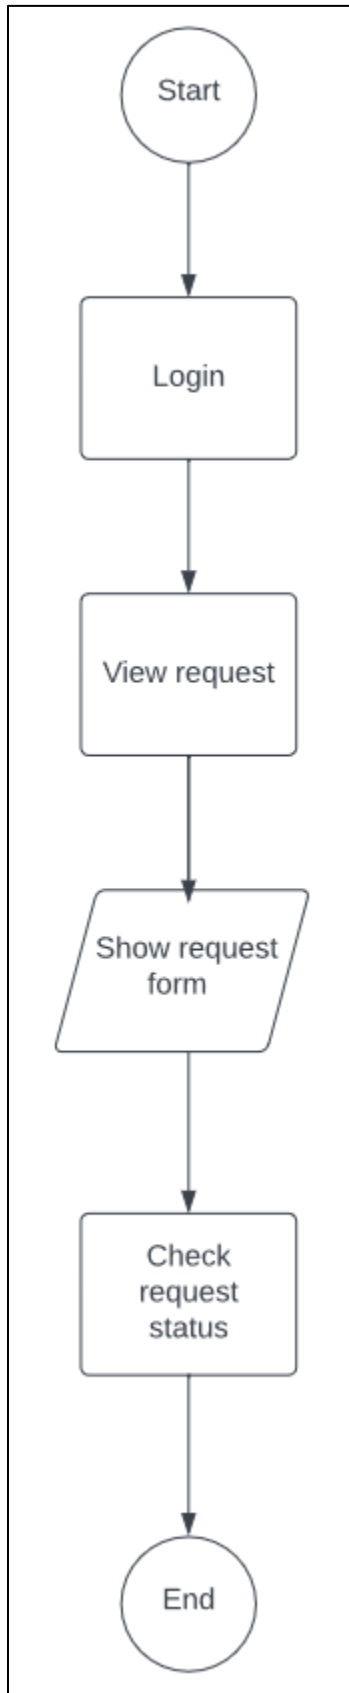 Start
Login
View request
Show request
form
Check
request
status
End